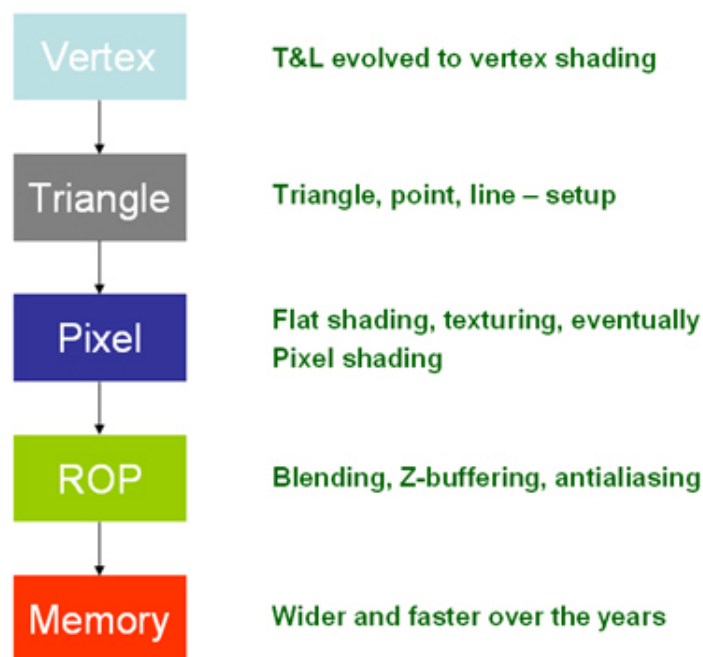 Vertex
T&L evolved to vertex shading
Triangle
Triangle, point, line – setup
Pixel
Flat shading, texturing, eventually
Pixel shading
ROP
Blending, Z-buffering, antialiasing
Memory
Wider and faster over the years